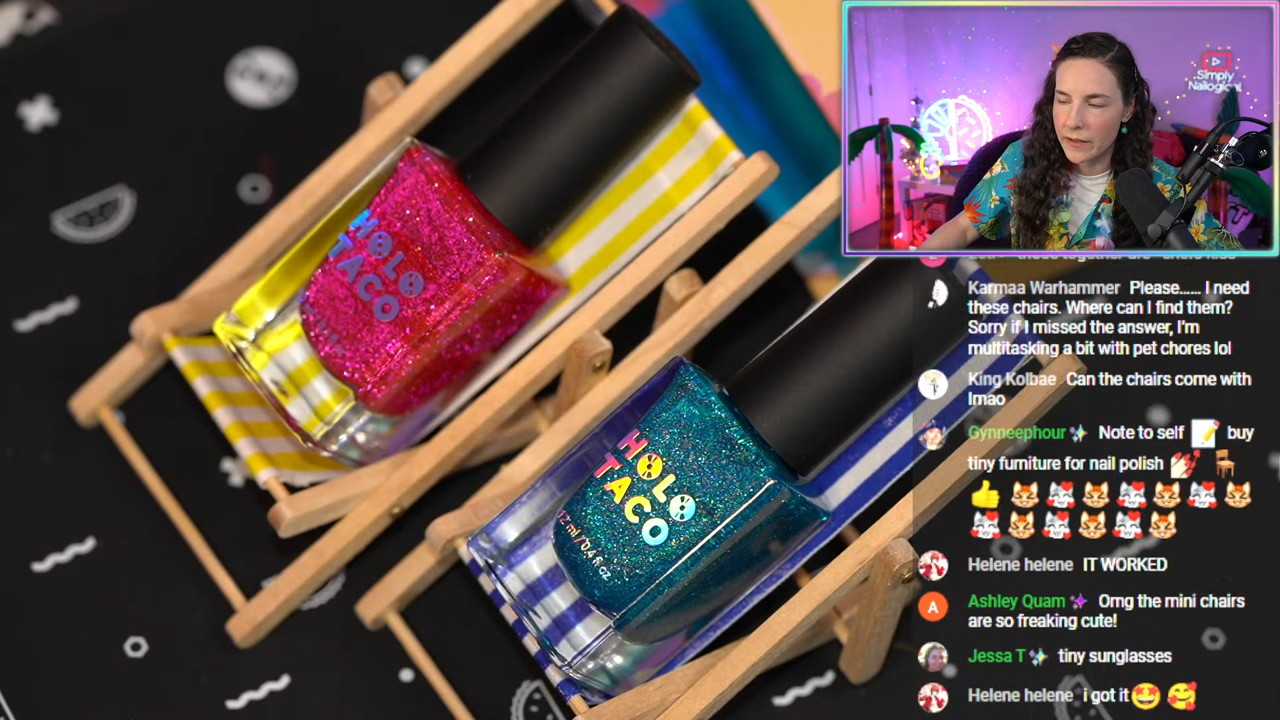 HOLO
TACO
HOLO
TACO
12 ml/0.4 fl oz
Simply
Nailogical
Karmaa Warhammer Please...... I need
these chairs. Where can I find them?
Sorry if I missed the answer, I'm
multitasking a bit with pet chores lol
King Kolbae Can the chairs come with
lmao
Gynneephour Note to self 📝 buy
tiny furniture for nail polish 💅 🪑
Helene helene IT WORKED
A Ashley Quam Omg the mini chairs
are so freaking cute!
Jessa T tiny sunglasses
Helene helene i got it🤩 🥰